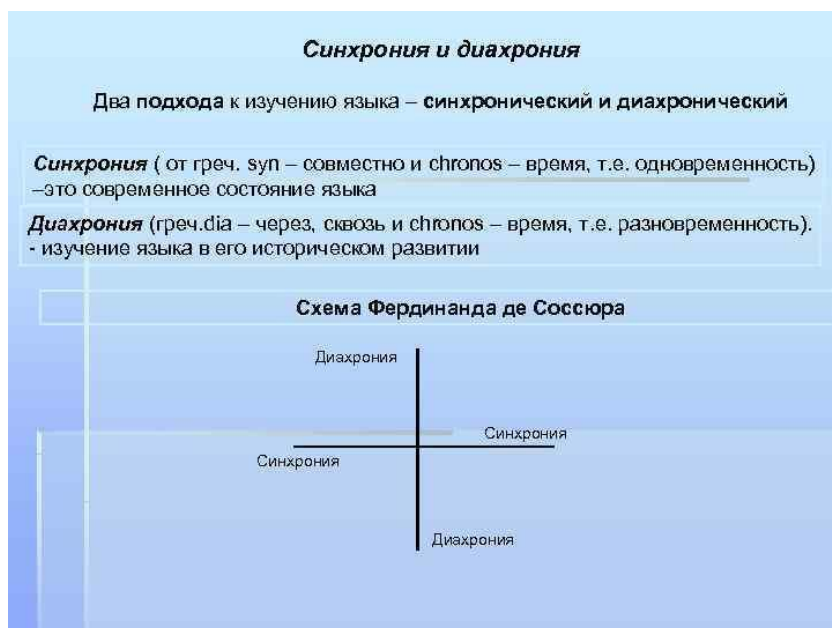 Синхрония и диахрония
Два подхода к изучению языка – синхронический и диахронический
Синхрония ( от греч. syn – совместно и chronos – время, т.е. одновременность)
–это современное состояние языка
Диахрония (греч.dia – через, сквозь и chronos – время, т.е. разновременность).
- изучение языка в его историческом развитии
Схема Фердинанда де Соссюра
Диахрония
Синхрония
Синхрония
Диахрония